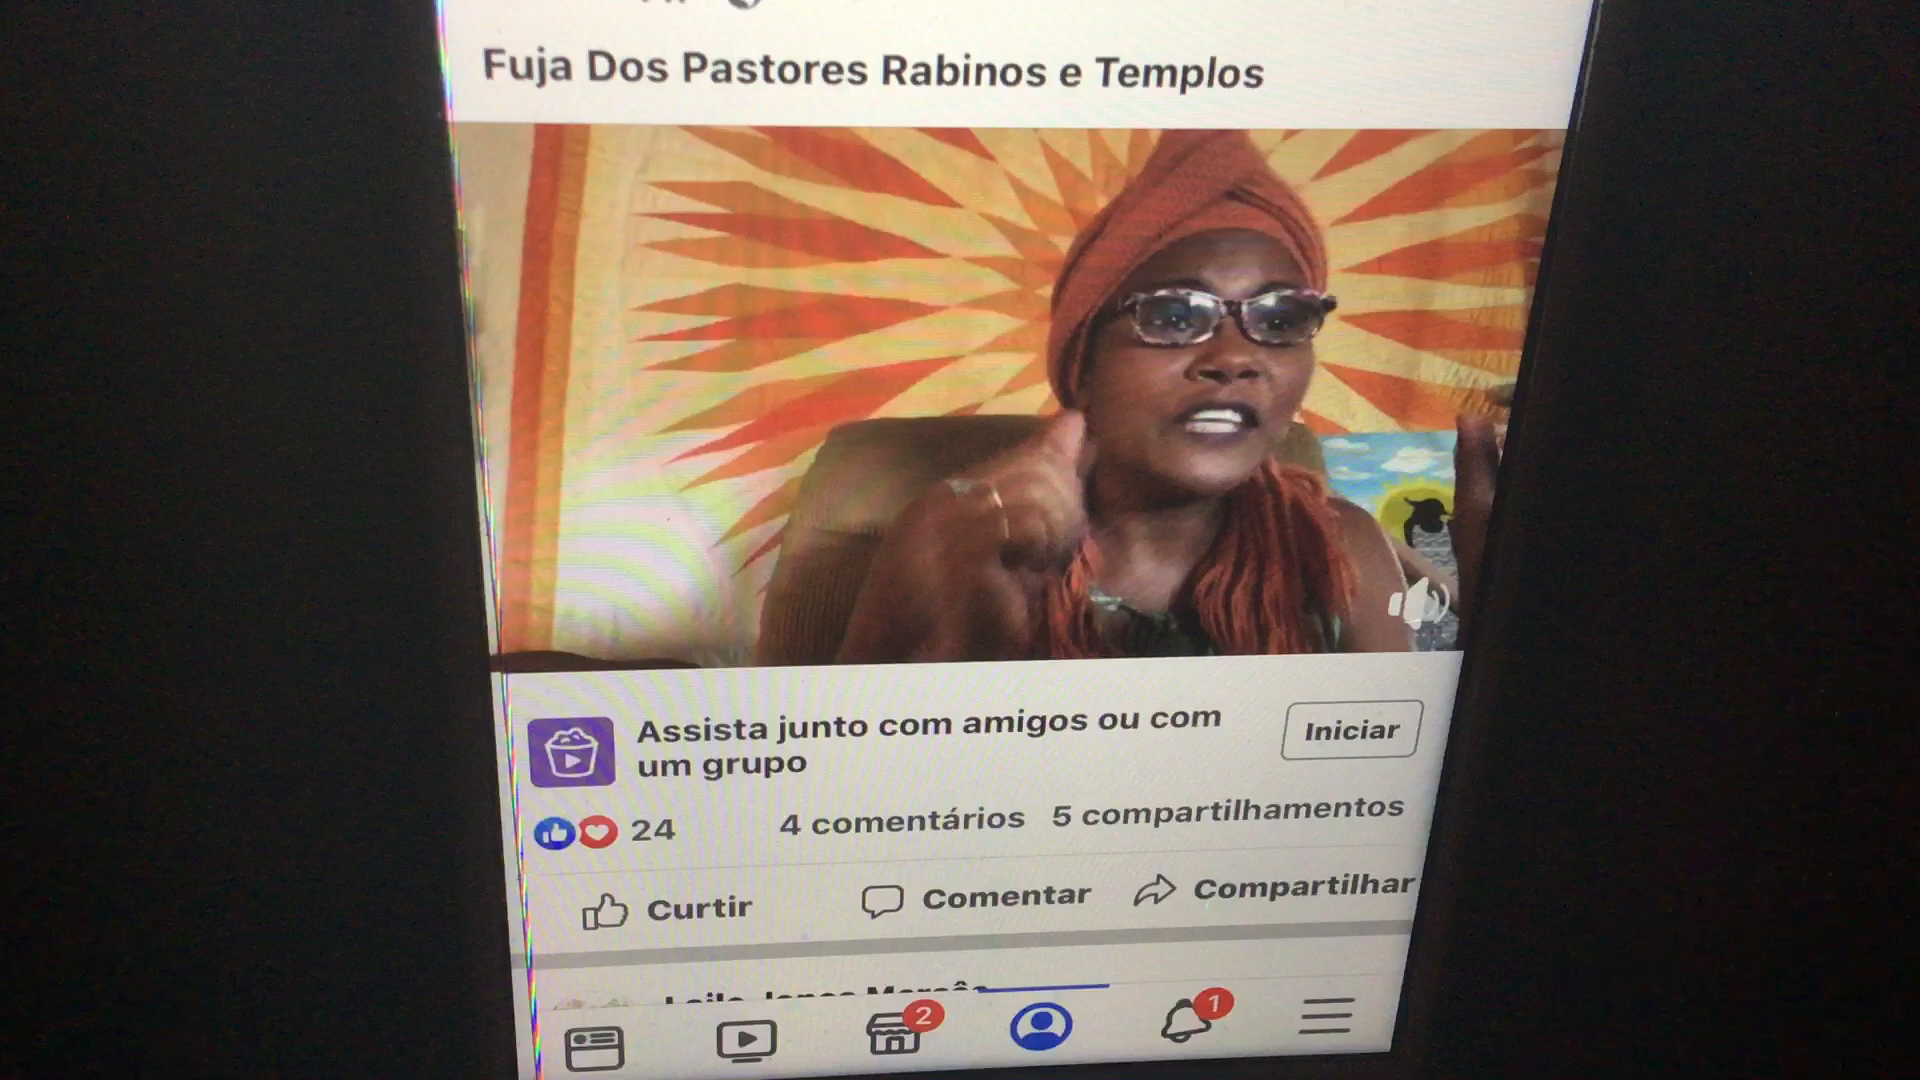 Fuja Dos Pastores Rabinos e Templos
Assista junto com amigos ou com
um grupo
Iniciar
24
4 comentários
5 compartilhamentos
Curtir
Comentar
Compartilhar
2
1